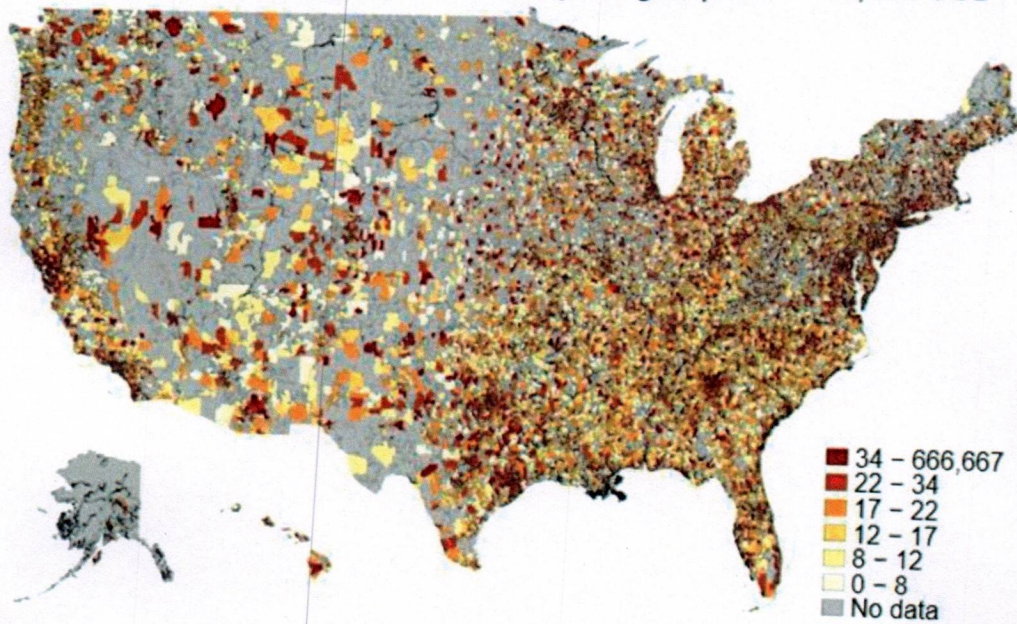 34 – 666,667
22 – 34
17 – 22
12 – 17
8 – 12
0 – 8
No data